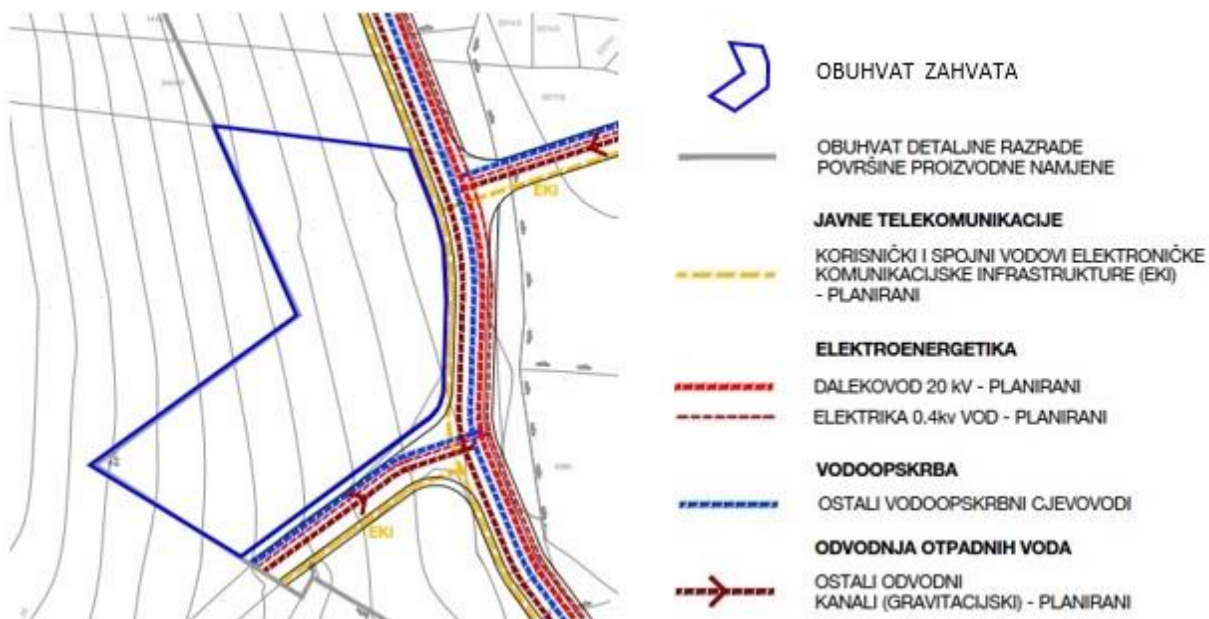 EKI
EKI
OBUHVAT ZAHVATA
OBUHVAT DETALJNE RAZRADE
POVRŠINE PROIZVODNE NAMJENE
JAVNE TELEKOMUNIKACIJE
KORISNIČKI I SPOJNI VODOVI ELEKTRONIČKE
KOMUNIKACIJSKE INFRASTRUKTURE (EKI)
- PLANIRANI
ELEKTROENERGETIKA
DALEKOVOD 20 kV - PLANIRANI
ELEKTRIKA 0.4kv VOD - PLANIRANI
VODOOPSKRBA
OSTALI VODOOPSKRBNI CJEVOVODI
ODVODNJA OTPADNIH VODA
OSTALI ODVODNI
KANALI (GRAVITACIJSKI) - PLANIRANI